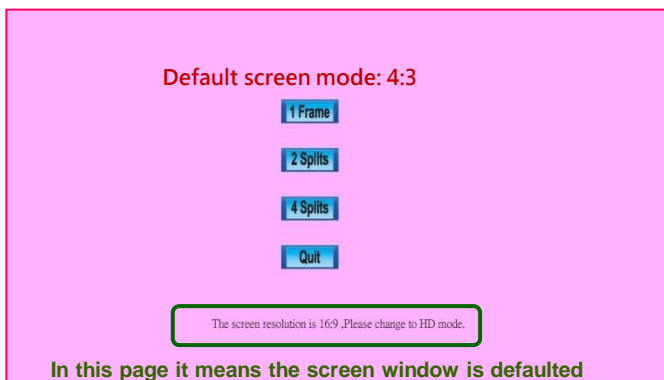 Default screen mode: 4:3
1 Frame
2 Splits
4 Splits
Quit
The screen resolution is 16:9 ,Please change to HD mode.
In this page it means the screen window is defaulted